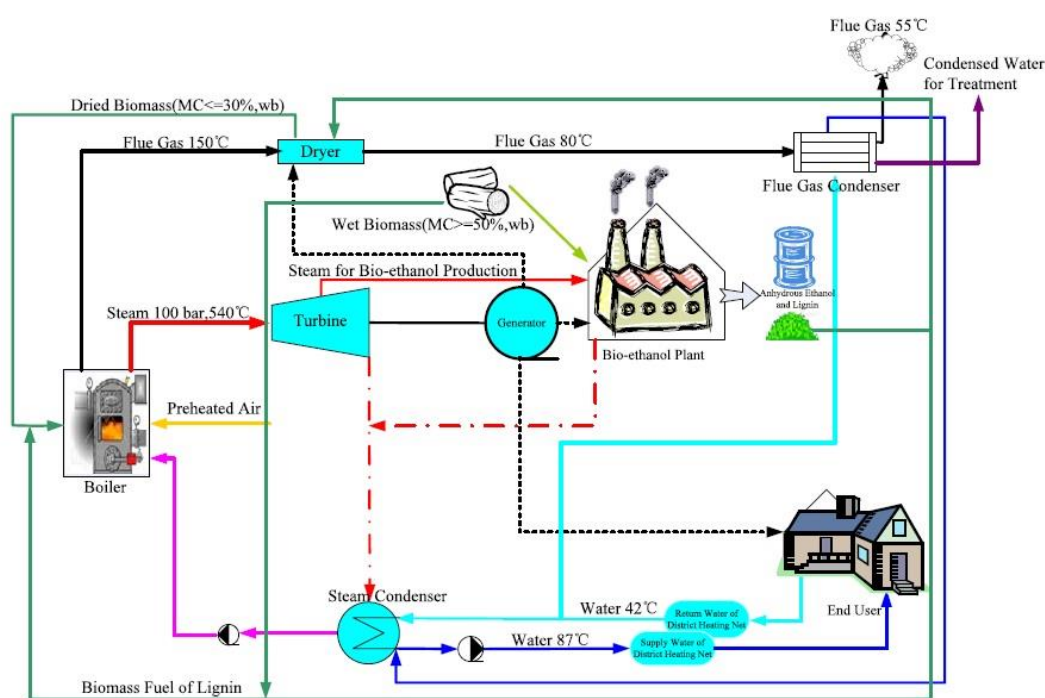 Flue Gas 55℃
Condensed Water
for Treatment
Dried Biomass(MC<=30%,wb)
Flue Gas 150℃
Dryer
Flue Gas 80℃
Flue Gas Condenser
Wet Biomass(MC>=50%,wb)
Steam for Bio-ethanol Production
Anhydrous Ethanol
and Lignin
Steam 100 bar,540℃
Turbine
Generator
Bio-ethanol Plant
Preheated Air
Boiler
Steam Condenser
Water 42℃
Return Water of
District Heating Net
End User
Water 87℃
Supply Water of
District Heating Net
Biomass Fuel of Lignin